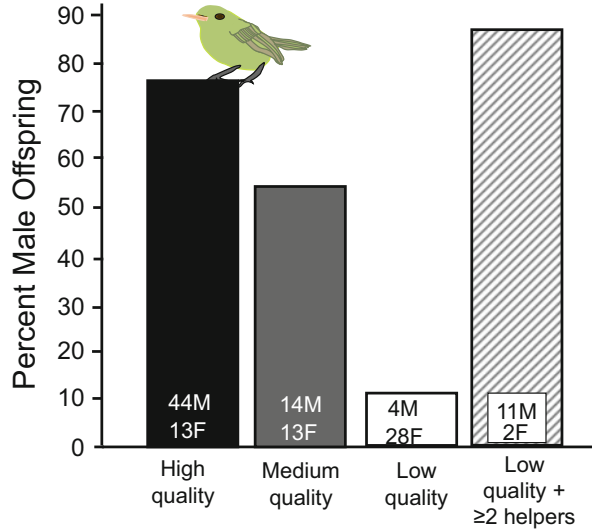 Percent Male Offspring
90
80
70
60
50
40
30
20
10
0
44M
13F
14M
13F
4M
28F
11M
2F
High
quality
Medium
quality
Low
quality
Low
quality +
≥2 helpers